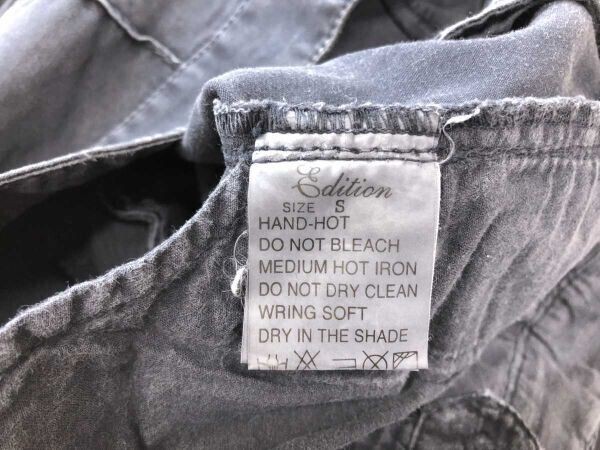 Edition
SIZE S
HAND-HOT
DO NOT BLEACH
MEDIUM HOT IRON
DO NOT DRY CLEAN
WRING SOFT
DRY IN THE SHADE